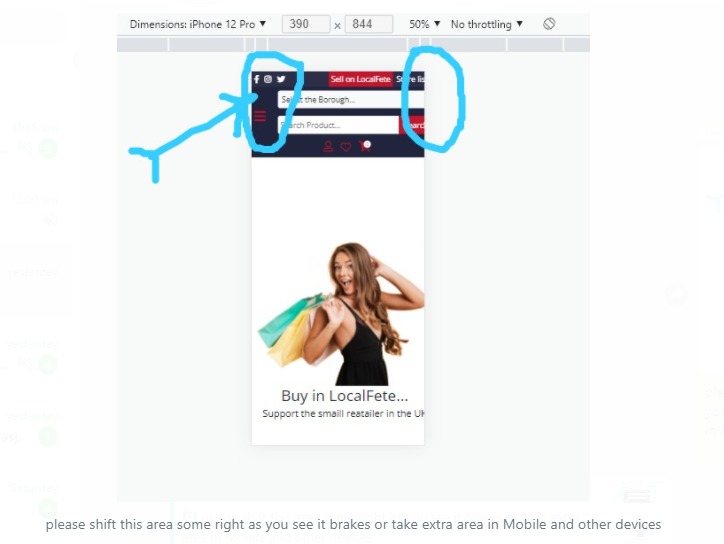 Dimensions: iPhone 12 Pro ▼ 390 x 844 50% ▼ No throttling ▼
Sell on LocalFete Store lis
Select the Borough...
Search Product... earc
0
Buy in LocalFete...
Support the smaill reatailer in the UK
please shift this area some right as you see it brakes or take extra area in Mobile and other devices